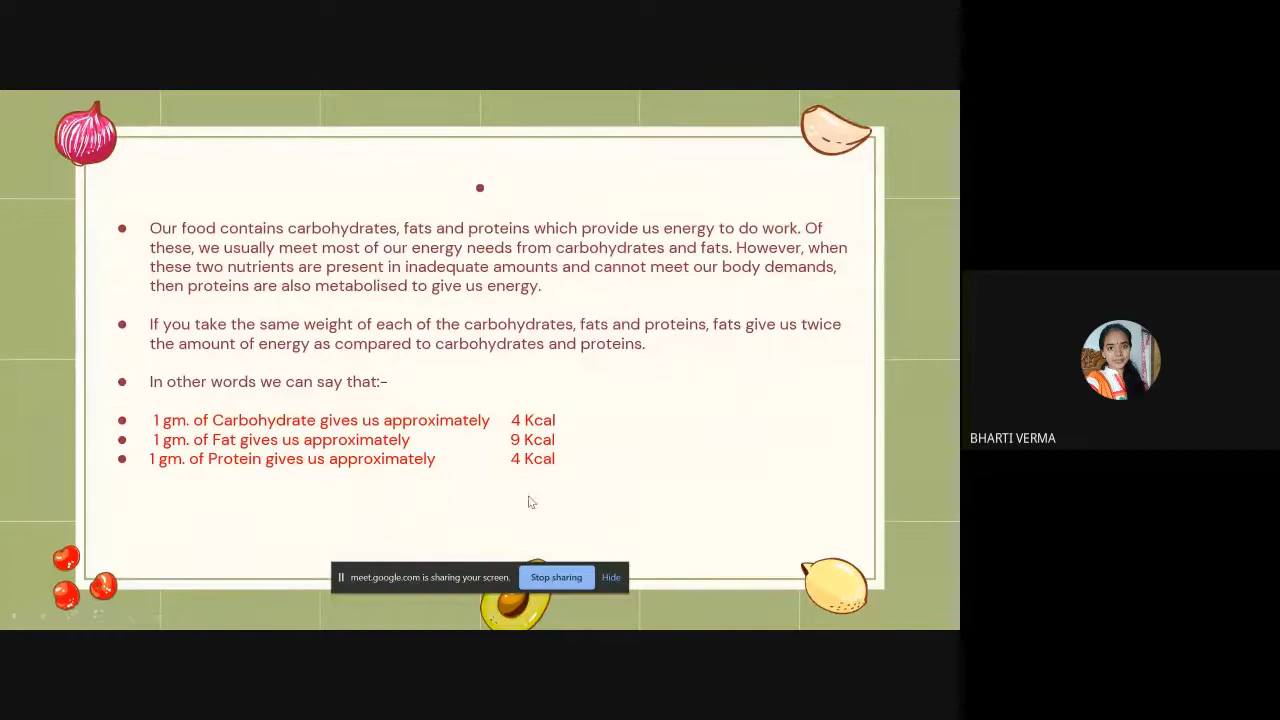 • Our food contains carbohydrates, fats and proteins which provide us energy to do work. Of
these, we usually meet most of our energy needs from carbohydrates and fats. However, when
these two nutrients are present in inadequate amounts and cannot meet our body demands,
then proteins are also metabolised to give us energy.
• If you take the same weight of each of the carbohydrates, fats and proteins, fats give us twice
the amount of energy as compared to carbohydrates and proteins.
• In other words we can say that:-
• 1 gm. of Carbohydrate gives us approximately 4 Kcal
• 1 gm. of Fat gives us approximately 9 Kcal
• 1 gm. of Protein gives us approximately 4 Kcal
meet.google.com is sharing your screen. Stop sharing Hide
BHARTI VERMA